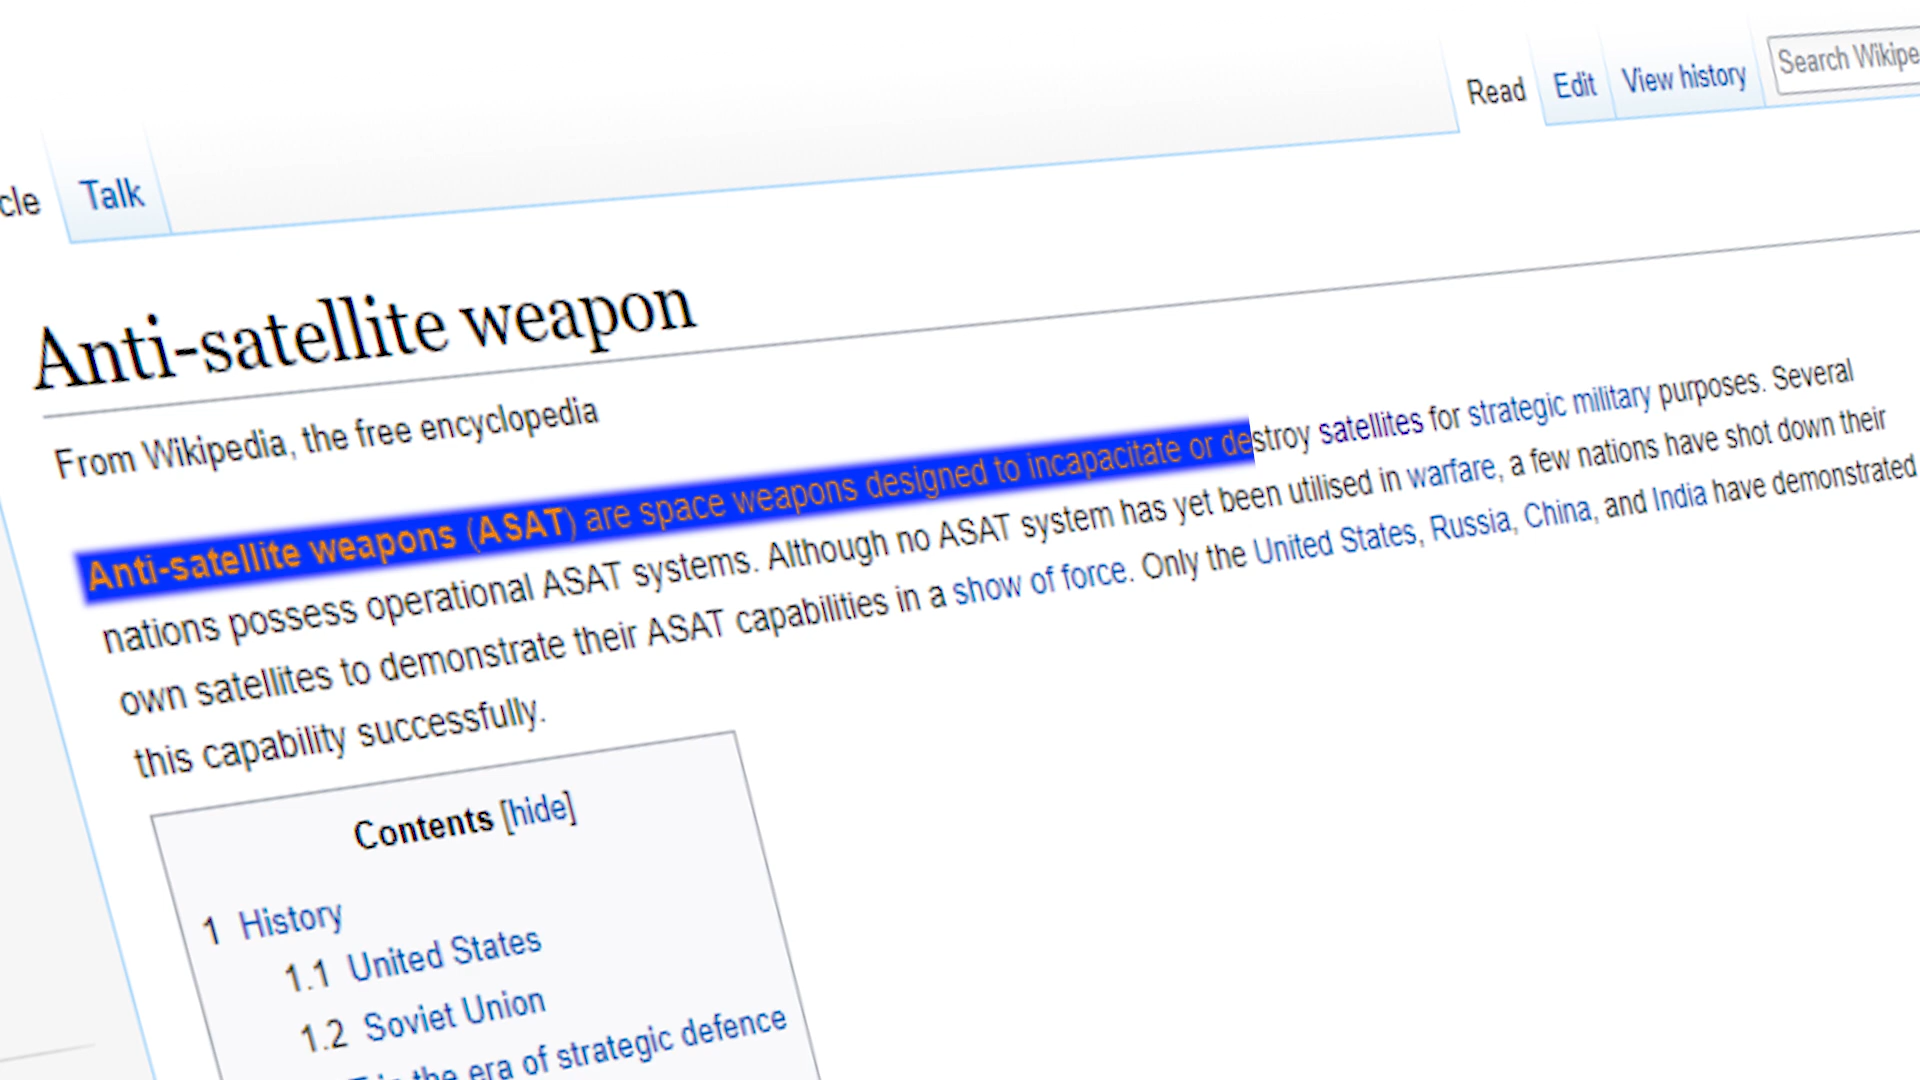 Read Edit View history Search Wikipe
cle Talk
Anti-satellite weapon
From Wikipedia, the free encyclopedia
Anti-satellite weapons (ASAT) are space weapons designed to incapacitate or destroy satellites for strategic military purposes. Several
nations possess operational ASAT systems. Although no ASAT system has yet been utilised in warfare, a few nations have shot down their
own satellites to demonstrate their ASAT capabilities in a show of force. Only the United States, Russia, China, and India have demonstrated
this capability successfully.
Contents [hide]
1 History
1.1 United States
1.2 Soviet Union
in the era of strategic defence